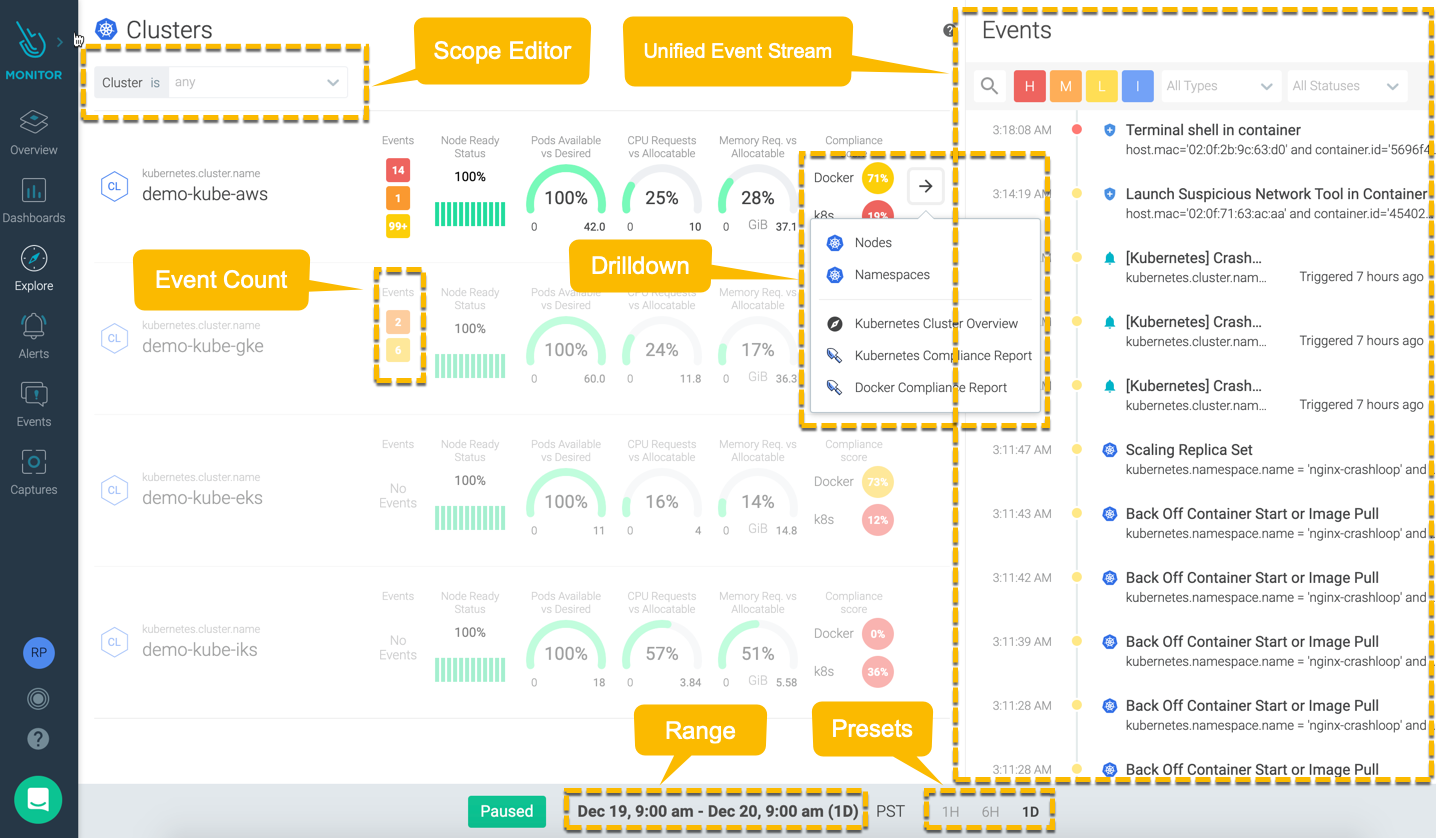 MONITOR
Overview
Dashboards
Explore
Alerts
Events
Captures
RP
Clusters
Cluster is any
Scope Editor
Unified Event Stream
Event Count
Drilldown
Range
Presets
kubernetes.cluster.name
demo-kube-aws
Events
14
1
99+
Node Ready
Status
100%
Pods Available
vs Desired
100%
0 42.0
CPU Requests
vs Allocatable
25%
0 10
Memory Req. vs
Allocatable
28%
0 GiB 37.1
Compliance
score
Docker 71%
k8s 19%
Nodes
Namespaces
Kubernetes Cluster Overview
Kubernetes Compliance Report
Docker Compliance Report
kubernetes.cluster.name
demo-kube-gke
Events
2
6
Node Ready
Status
100%
Pods Available
vs Desired
100%
0 60.0
CPU Requests
vs Allocatable
24%
0 11.8
Memory Req. vs
Allocatable
17%
0 GiB 36.3
kubernetes.cluster.name
demo-kube-eks
Events
No
Events
Node Ready
Status
100%
Pods Available
vs Desired
100%
0 11
CPU Requests
vs Allocatable
16%
0 4
Memory Req. vs
Allocatable
14%
0 GiB 14.8
Compliance
score
Docker 73%
k8s 12%
kubernetes.cluster.name
demo-kube-iks
Events
No
Events
Node Ready
Status
100%
Pods Available
vs Desired
100%
0 18
CPU Requests
vs Allocatable
57%
0 3.84
Memory Req. vs
Allocatable
51%
0 GiB 5.58
Compliance
score
Docker 0%
k8s 36%
Events
H M L I All Types All Statuses
3:18:08 AM Terminal shell in container
host.mac='02:0f:2b:9c:63:d0' and container.id='5696f4...
3:14:19 AM Launch Suspicious Network Tool in Container
host.mac='02:0f:71:63:ac:aa' and container.id='45402...
[Kubernetes] Crash...
kubernetes.cluster.nam... Triggered 7 hours ago
[Kubernetes] Crash...
kubernetes.cluster.nam... Triggered 7 hours ago
[Kubernetes] Crash...
kubernetes.cluster.nam... Triggered 7 hours ago
3:11:47 AM Scaling Replica Set
kubernetes.namespace.name = 'nginx-crashloop' and
3:11:43 AM Back Off Container Start or Image Pull
kubernetes.namespace.name = 'nginx-crashloop' and
3:11:42 AM Back Off Container Start or Image Pull
kubernetes.namespace.name = 'nginx-crashloop' and
3:11:39 AM Back Off Container Start or Image Pull
kubernetes.namespace.name = 'nginx-crashloop' and
3:11:28 AM Back Off Container Start or Image Pull
kubernetes.namespace.name = 'nginx-crashloop' and
3:11:28 AM Back Off Container Start or Image Pull
Paused Dec 19, 9:00 am - Dec 20, 9:00 am (1D) PST 1H 6H 1D